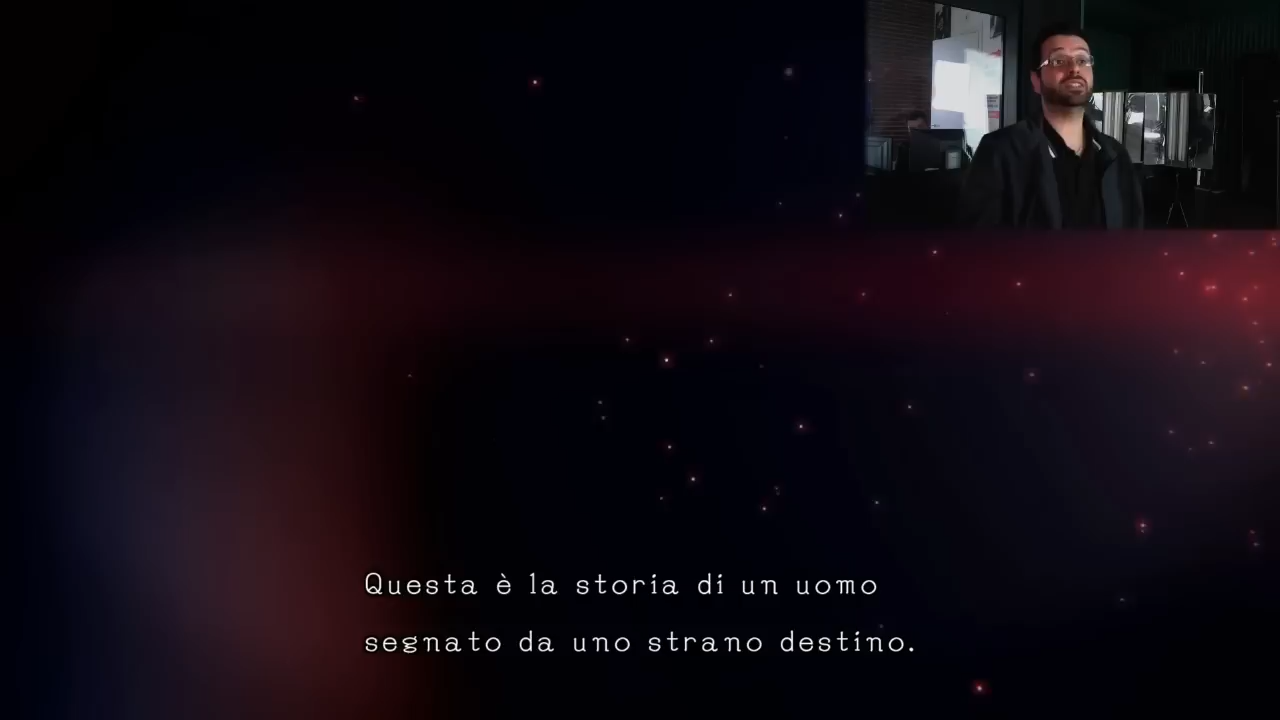 Questa è la storia di un uomo
segnato da uno strano destino.